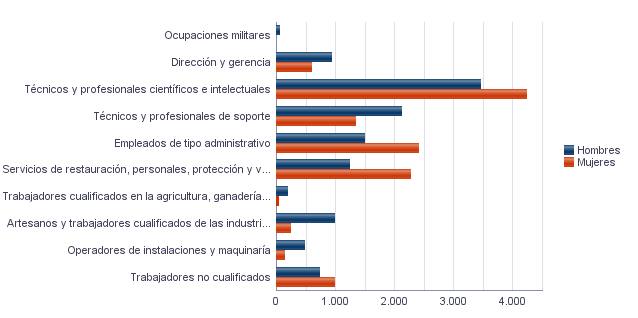 Ocupaciones militares
Dirección y gerencia
Técnicos y profesionales científicos e intelectuales
Técnicos y profesionales de soporte
Empleados de tipo administrativo
Servicios de restauración, personales, protección y v...
Trabajadores cualificados en la agricultura, ganadería...
Artesanos y trabajadores cualificados de las industri...
Operadores de instalaciones y maquinaría
Trabajadores no cualificados
Hombres
Mujeres
0 1.000 2.000 3.000 4.000